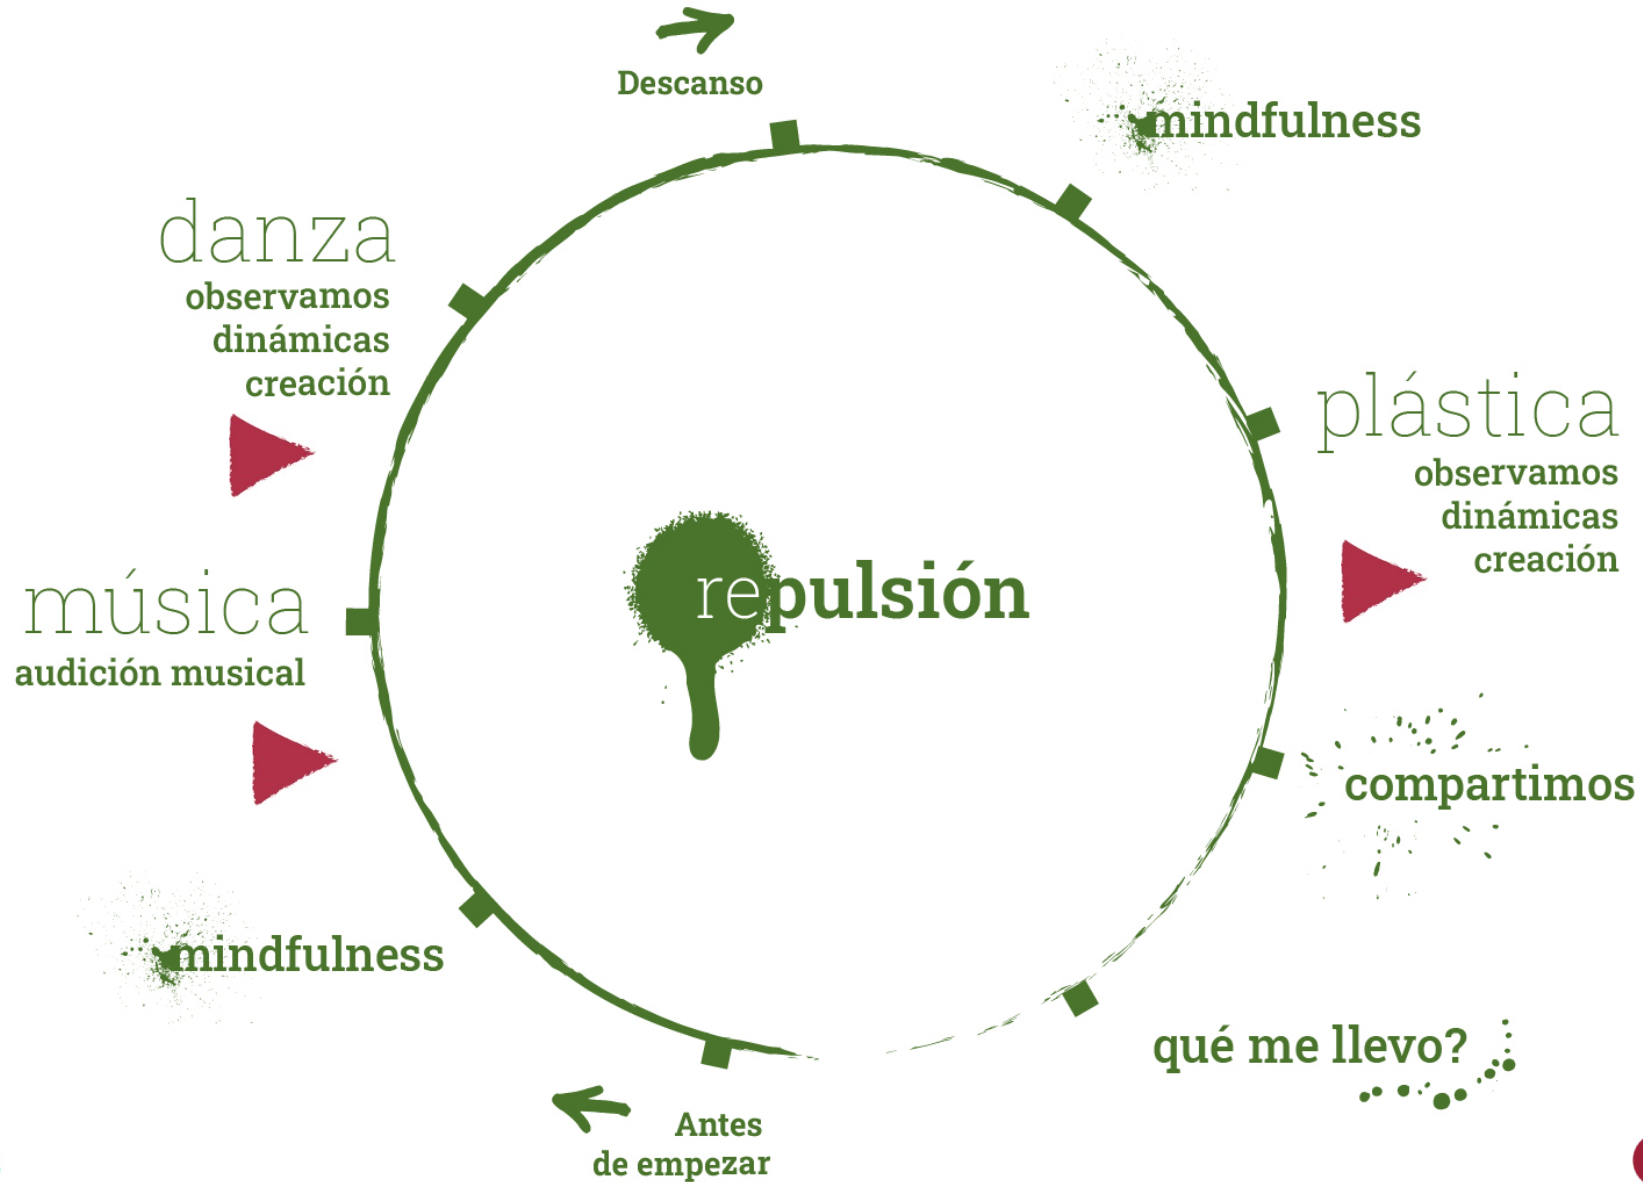 Descanso
mindfulness
danza
observamos
dinámicas
creación
plástica
observamos
dinámicas
creación
repulsión
música
audición musical
compartimos
mindfulness
qué me llevo?
Antes
de empezar